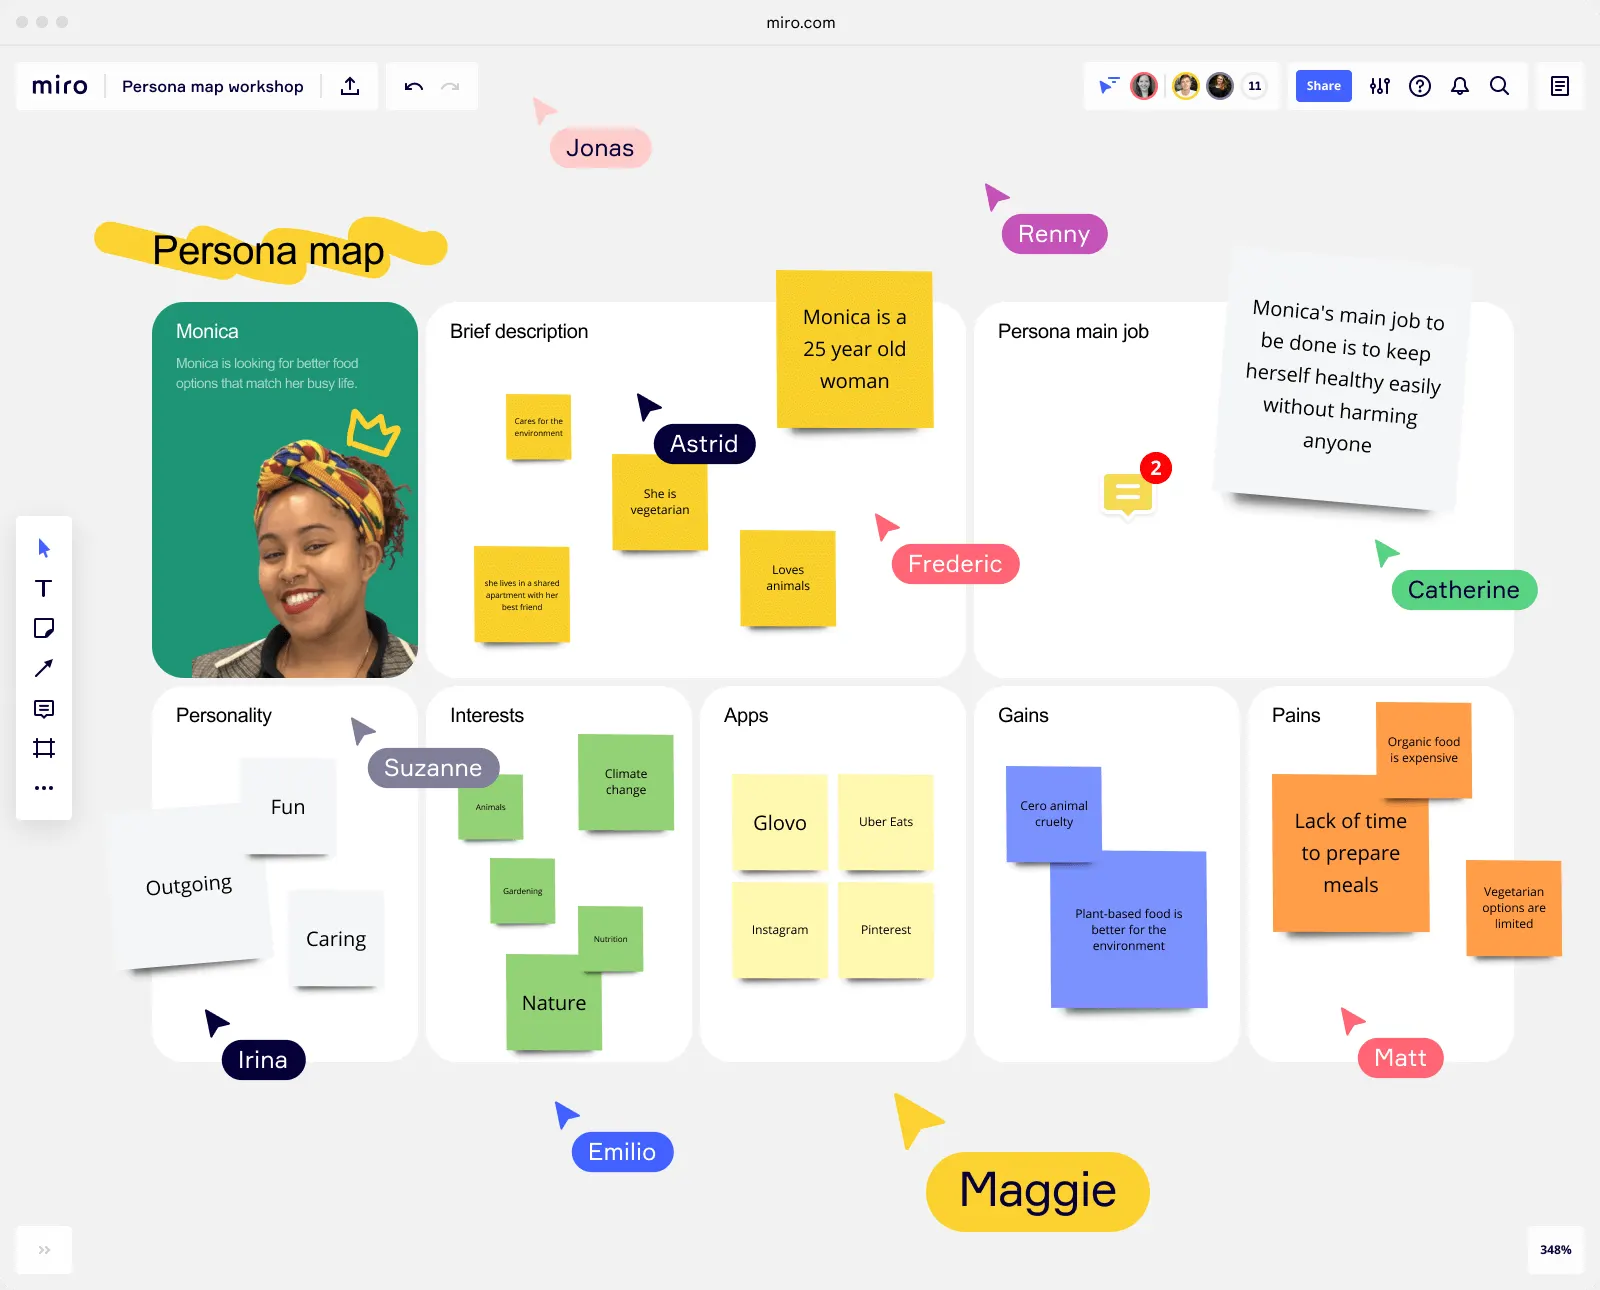 miro.com
miro
Persona map workshop
11
Share
Jonas
Renny
Persona map
Monica
Monica is looking for better food
options that match her busy life.
Brief description
Monica is a
25 year old
woman
Cares for the
environment
Astrid
She is
vegetarian
she lives in a shared
apartment with her
best friend
Loves
animals
Frederic
Persona main job
Monica's main job to
be done is to keep
herself healthy easily
without harming
anyone
2
Catherine
Personality
Suzanne
Fun
Outgoing
Caring
Irina
Interests
Climate
change
Animals
Gardening
Nutrition
Nature
Emilio
Apps
Glovo
Uber Eats
Instagram
Pinterest
Gains
Cero animal
cruelty
Plant-based food is
better for the
environment
Pains
Organic food
is expensive
Lack of time
to prepare
meals
Vegetarian
options are
limited
Matt
Maggie
348%